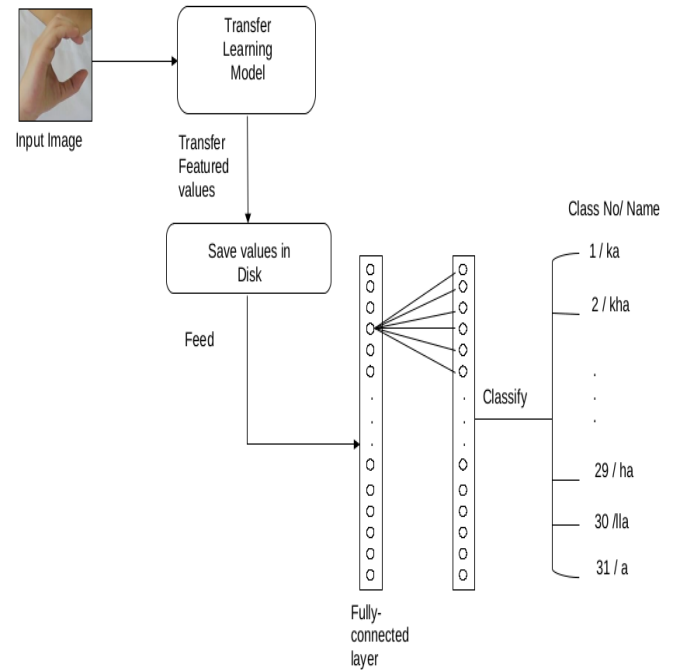 Transfer
Learning
Model
Input Image
Transfer
Featured
values
Class No/ Name
Save values in
Disk
1 / ka
2 / kha
Feed
.
.
.
Classify
29 / ha
30 /lla
31 / a
Fully-
connected
layer